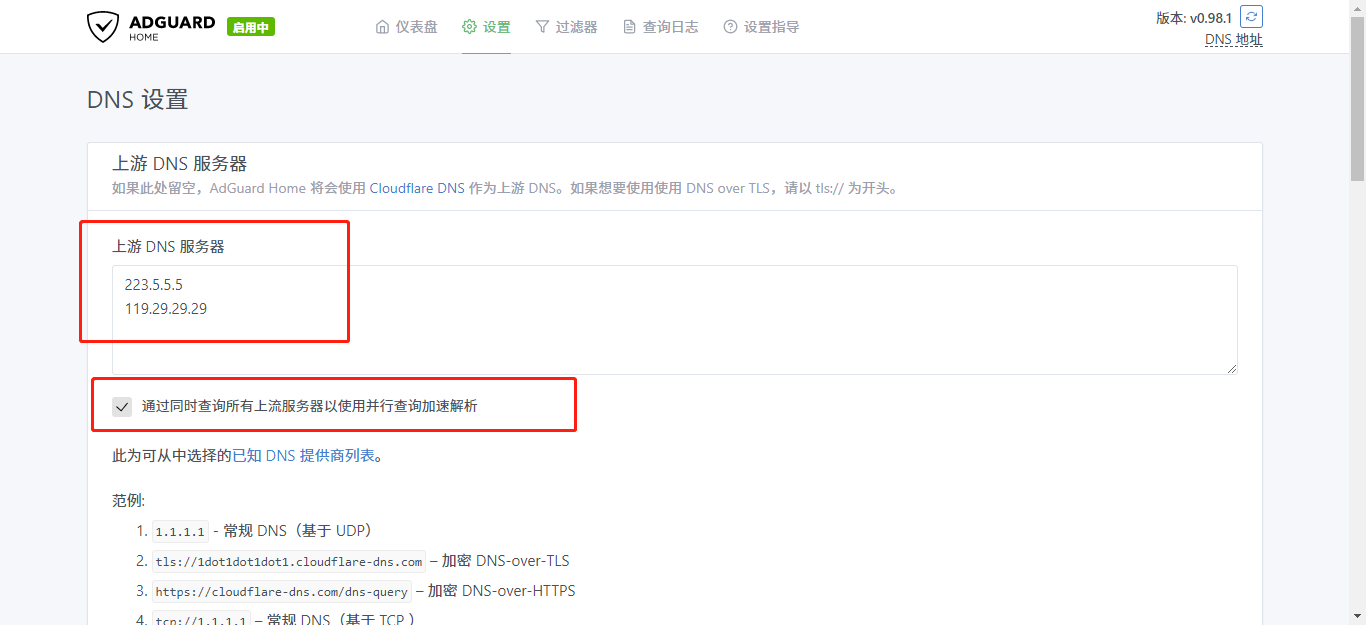 ADGUARD
HOME
启用中
仪表盘
设置
过滤器
查询日志
设置指导
版本: v0.98.1
DNS 地址
DNS 设置
上游 DNS 服务器
如果此处留空，AdGuard Home 将会使用 Cloudflare DNS 作为上游 DNS。如果想要使用使用 DNS over TLS，请以 tls:// 为开头。
上游 DNS 服务器
223.5.5.5
119.29.29.29
通过同时查询所有上流服务器以使用并行查询加速解析
此为可从中选择的已知 DNS 提供商列表。
范例:
1. 1.1.1.1 - 常规 DNS（基于 UDP）
2. tls://1dot1dot1dot1.cloudflare-dns.com – 加密 DNS-over-TLS
3. https://cloudflare-dns.com/dns-query – 加密 DNS-over-HTTPS
4. tcp://1.1.1.1 – 常规 DNS（基于 TCP ）